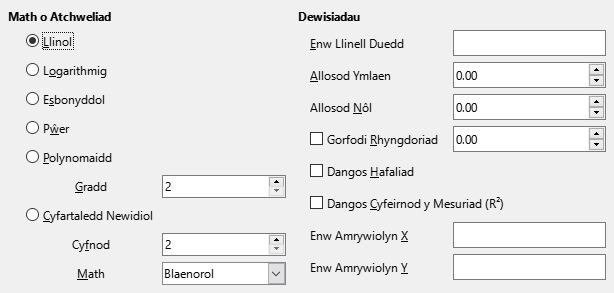 Math o Atchweliad
Llinol
Logarithmig
Esbonyddol
Pŵer
Polynomaidd
Gradd 2
Cyfartaledd Newidiol
Cyfnod 2
Math Blaenorol
Dewisiadau
Enw Llinell Duedd
Allosod Ymlaen 0.00
Allosod Nôl 0.00
Gorfodi Rhyngdoriad 0.00
Dangos Hafaliad
Dangos Cyfeirnod y Mesuriad (R²)
Enw Amrywiolyn X
Enw Amrywiolyn Y